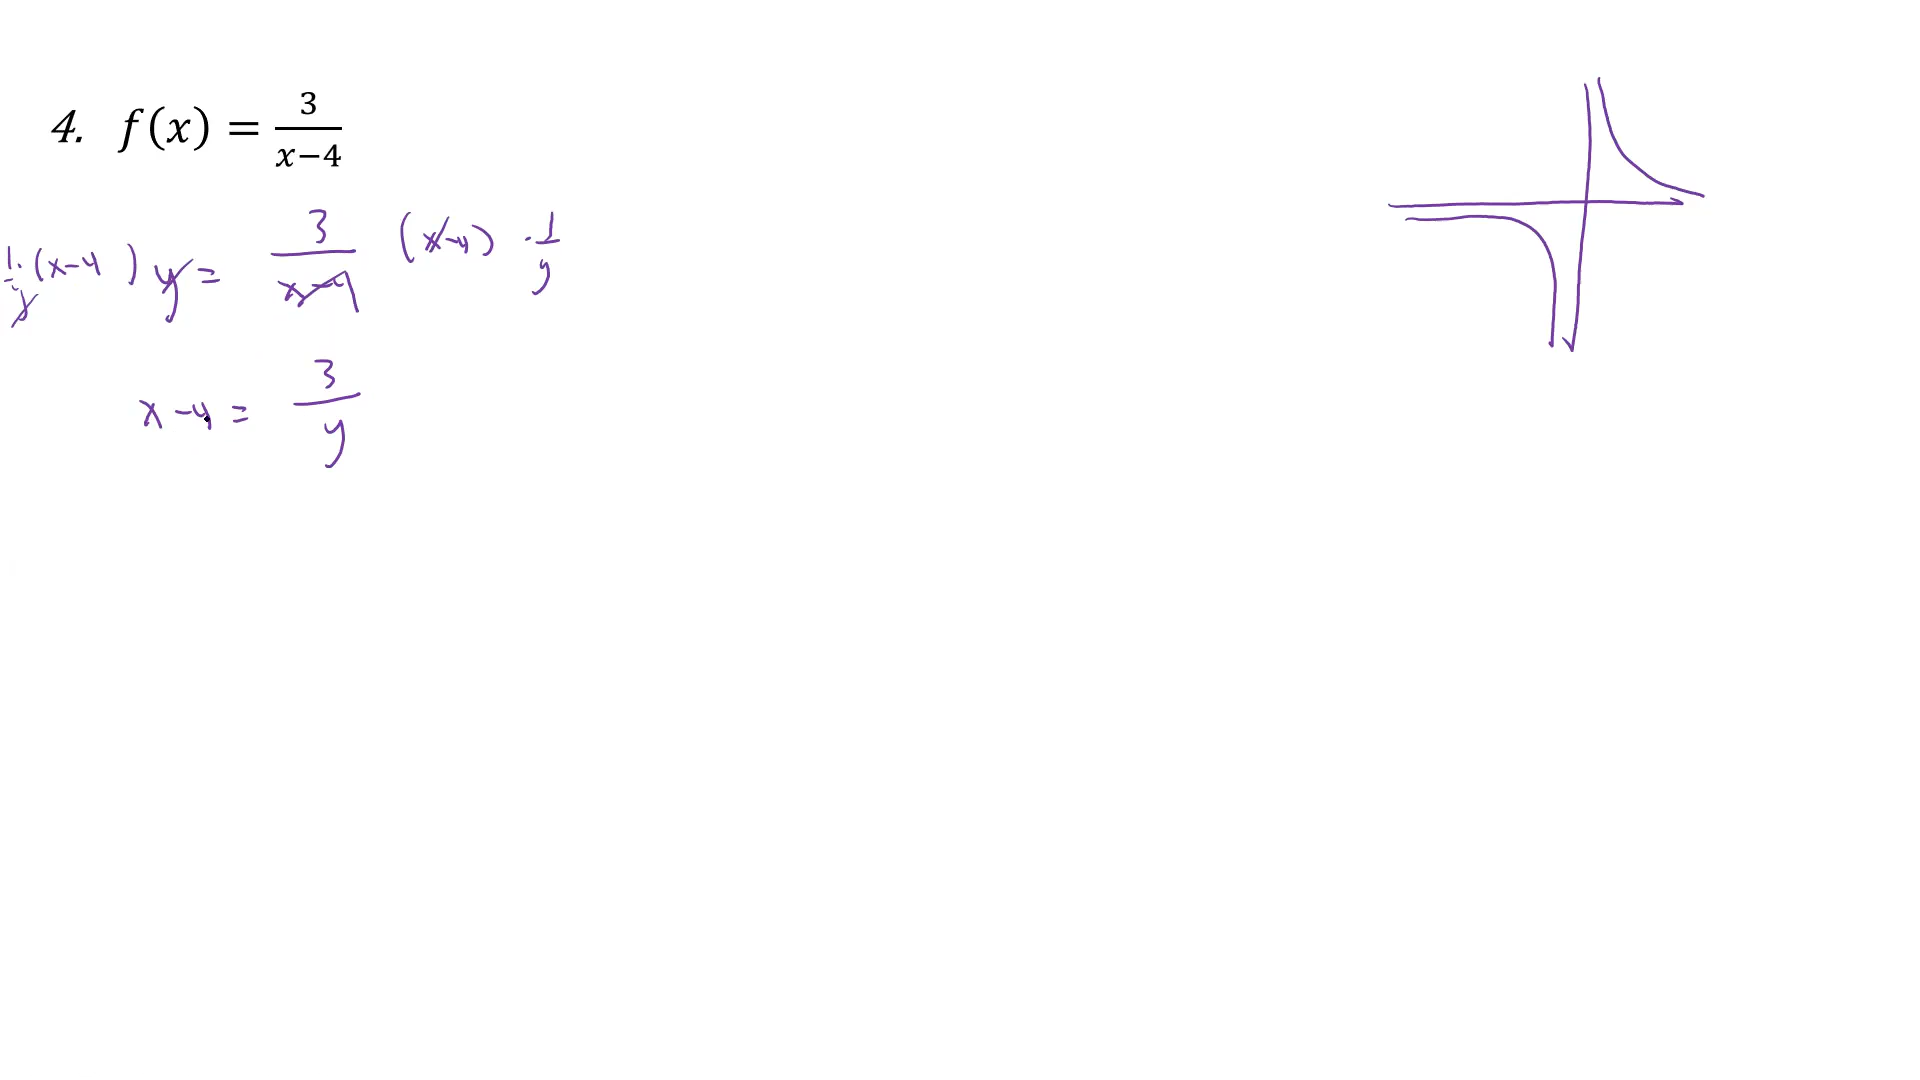 4. f(x) = 3/(x−4)
1/y · (x-4) y = 3/(x-4) (x-4) · 1/y
x - 4 = 3/y